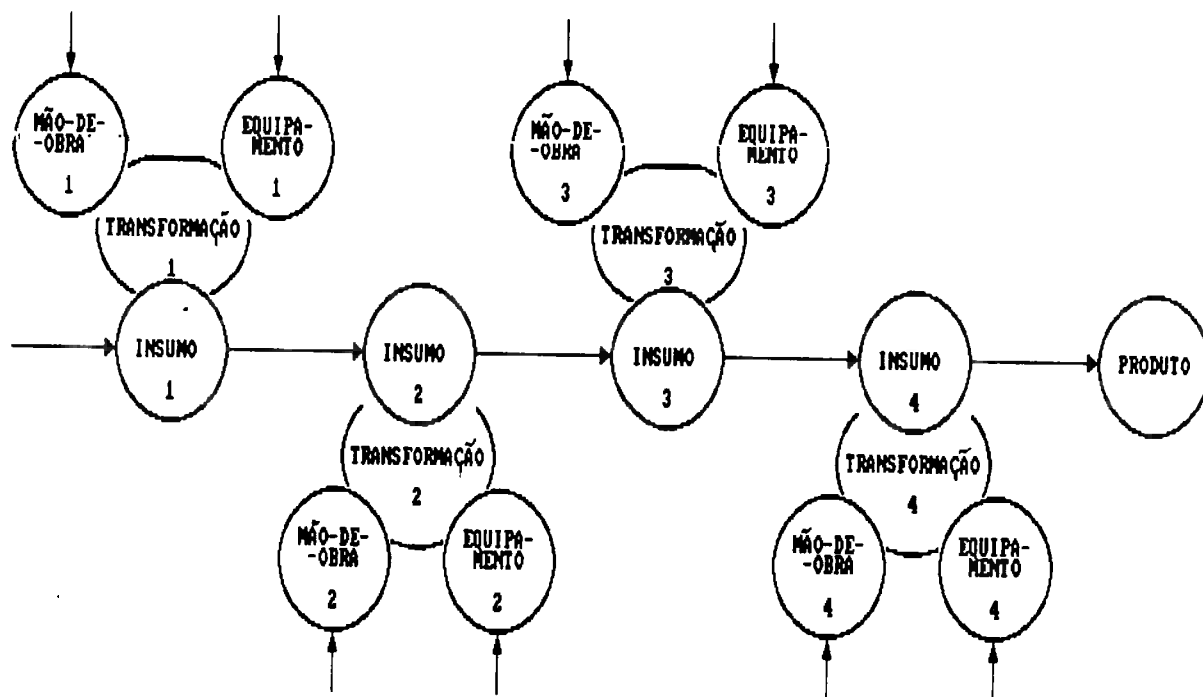 MÃO-DE-
-OBRA
1
EQUIPA-
MENTO
1
TRANSFORMAÇÃO
1
INSUMO
1
MÃO-DE-
-OBRA
3
EQUIPA-
MENTO
3
TRANSFORMAÇÃO
3
INSUMO
3
INSUMO
2
TRANSFORMAÇÃO
2
MÃO-DE-
-OBRA
2
EQUIPA-
MENTO
2
INSUMO
4
TRANSFORMAÇÃO
4
MÃO-DE-
-OBRA
4
EQUIPA-
MENTO
4
PRODUTO